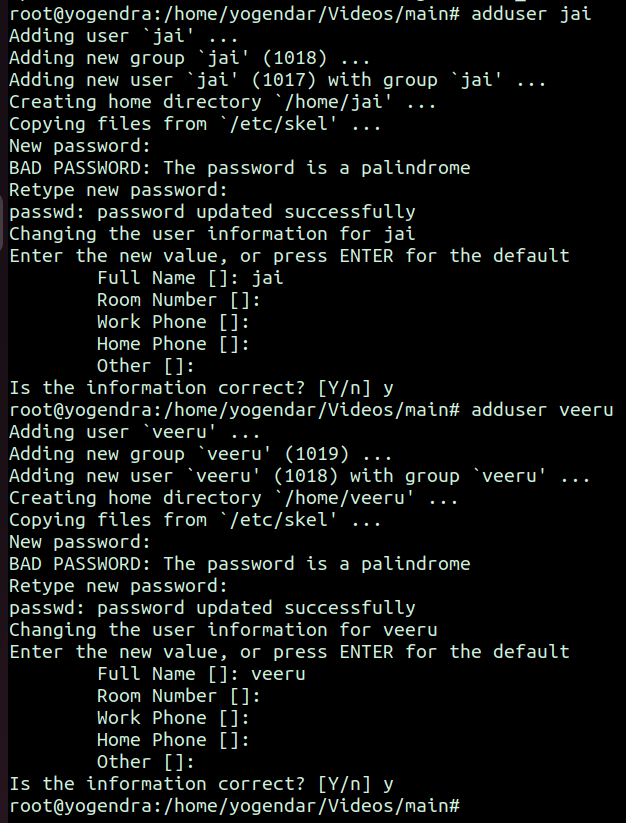 root@yogendra:/home/yogendar/Videos/main# adduser jai
Adding user `jai' ...
Adding new group `jai' (1018) ...
Adding new user `jai' (1017) with group `jai' ...
Creating home directory `/home/jai' ...
Copying files from `/etc/skel' ...
New password:
BAD PASSWORD: The password is a palindrome
Retype new password:
passwd: password updated successfully
Changing the user information for jai
Enter the new value, or press ENTER for the default
        Full Name []: jai
        Room Number []:
        Work Phone []:
        Home Phone []:
        Other []:
Is the information correct? [Y/n] y
root@yogendra:/home/yogendar/Videos/main# adduser veeru
Adding user `veeru' ...
Adding new group `veeru' (1019) ...
Adding new user `veeru' (1018) with group `veeru' ...
Creating home directory `/home/veeru' ...
Copying files from `/etc/skel' ...
New password:
BAD PASSWORD: The password is a palindrome
Retype new password:
passwd: password updated successfully
Changing the user information for veeru
Enter the new value, or press ENTER for the default
        Full Name []: veeru
        Room Number []:
        Work Phone []:
        Home Phone []:
        Other []:
Is the information correct? [Y/n] y
root@yogendra:/home/yogendar/Videos/main#